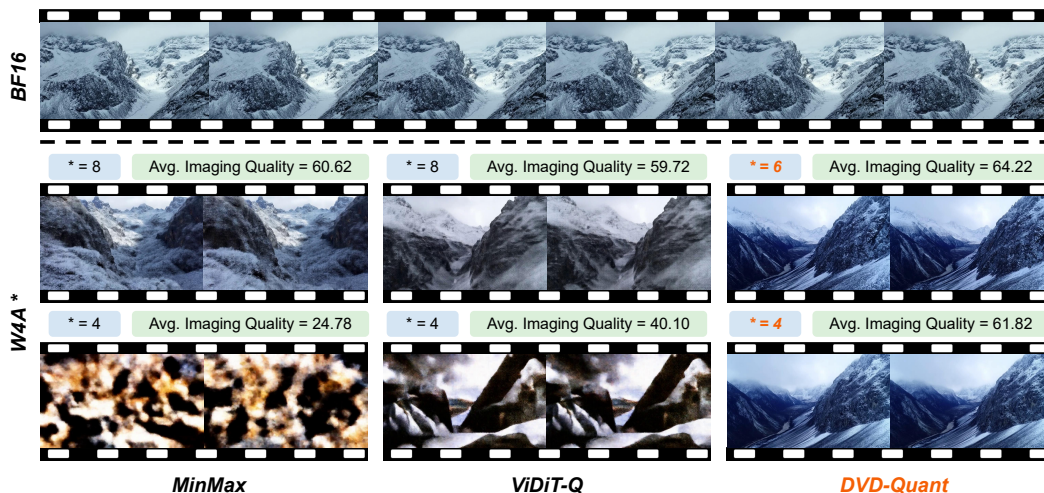 BF16
* = 8 Avg. Imaging Quality = 60.62 * = 8 Avg. Imaging Quality = 59.72 * = 6 Avg. Imaging Quality = 64.22
W4A *
* = 4 Avg. Imaging Quality = 24.78 * = 4 Avg. Imaging Quality = 40.10 * = 4 Avg. Imaging Quality = 61.82
MinMax ViDiT-Q DVD-Quant